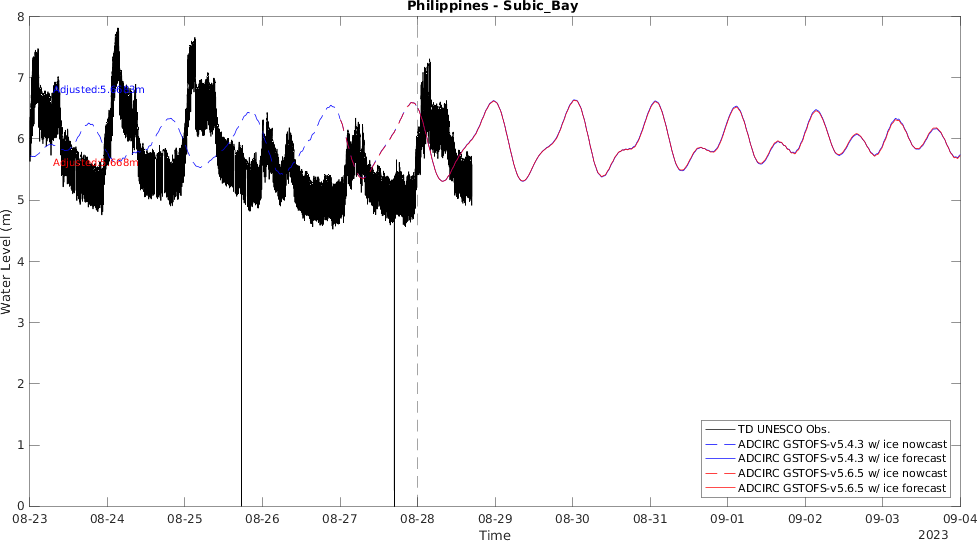 Philippines - Subic_Bay
Water Level (m)
8
7
6
5
4
3
2
1
0
m
TD UNESCO Obs.
ADCIRC GSTOFS-v5.4.3 w/ ice nowcast
ADCIRC GSTOFS-v5.4.3 w/ ice forecast
ADCIRC GSTOFS-v5.6.5 w/ ice nowcast
ADCIRC GSTOFS-v5.6.5 w/ ice forecast
08-23 08-24 08-25 08-26 08-27 08-28 08-29 08-30 08-31 09-01 09-02 09-03 09-04
Time
2023